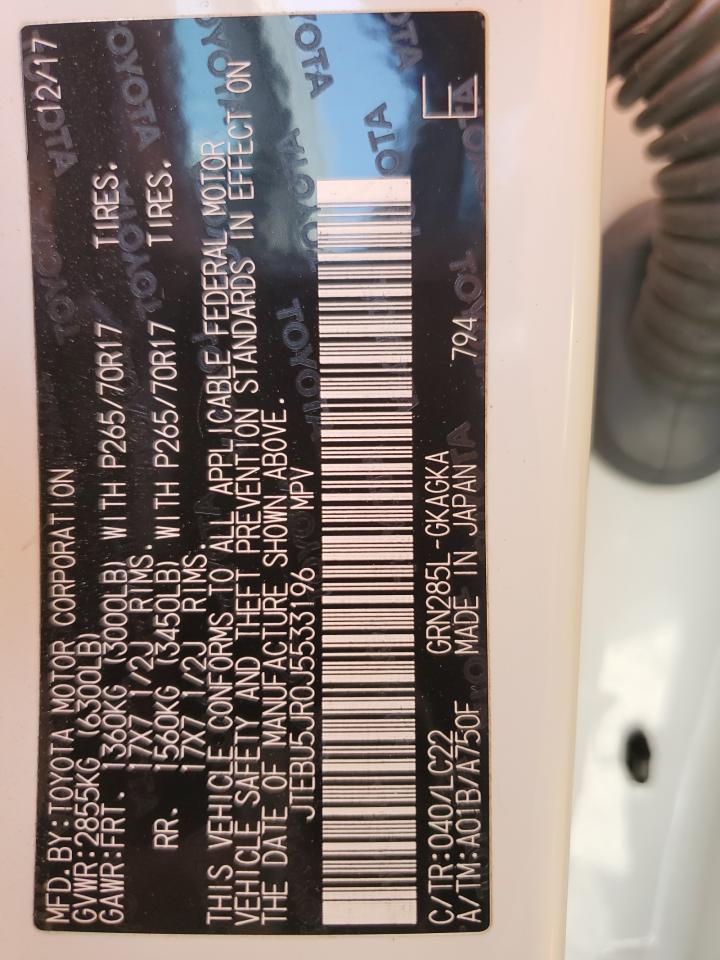 MFD.BY:TOYOTA MOTOR CORPORATION 12/17
GVWR:2855KG (6300LB)
GAWR:FRT. 1360KG (3000LB) WITH P265/70R17 TIRES.
17X7 1/2J RIMS.
RR. 1560KG (3450LB) WITH P265/70R17 TIRES.
17X7 1/2J RIMS.
THIS VEHICLE CONFORMS TO ALL APPLICABLE FEDERAL MOTOR
VEHICLE SAFETY AND THEFT PREVENTION STANDARDS IN EFFECT ON
THE DATE OF MANUFACTURE SHOWN ABOVE.
JTEBU5JR0J5533196 MPV
C/TR:040/LC22 GRN285L-GKAGKA
A/TM:A01B/A750F MADE IN JAPAN 794 E